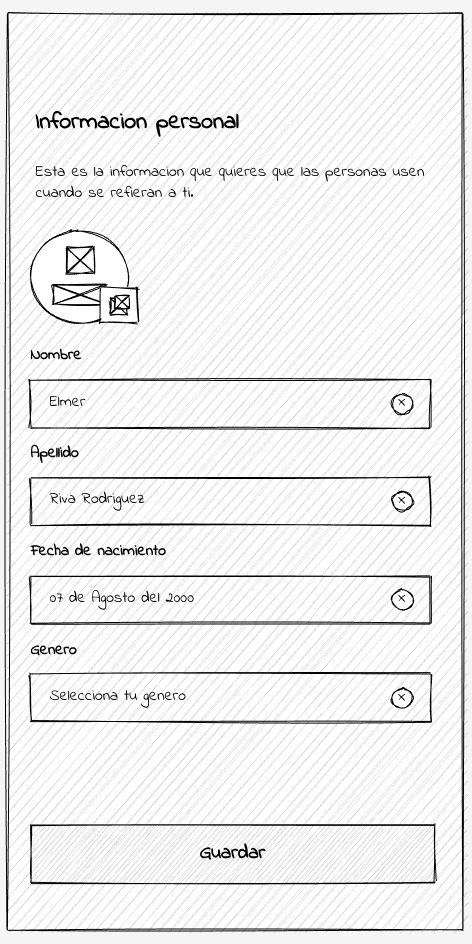 Informacion personal
Esta es la informacion que quieres que las personas usen
cuando se refieran a ti.
Nombre
Elmer
Apellido
Riva Rodriguez
Fecha de nacimiento
07 de Agosto del 2000
Genero
Selecciona tu genero
Guardar